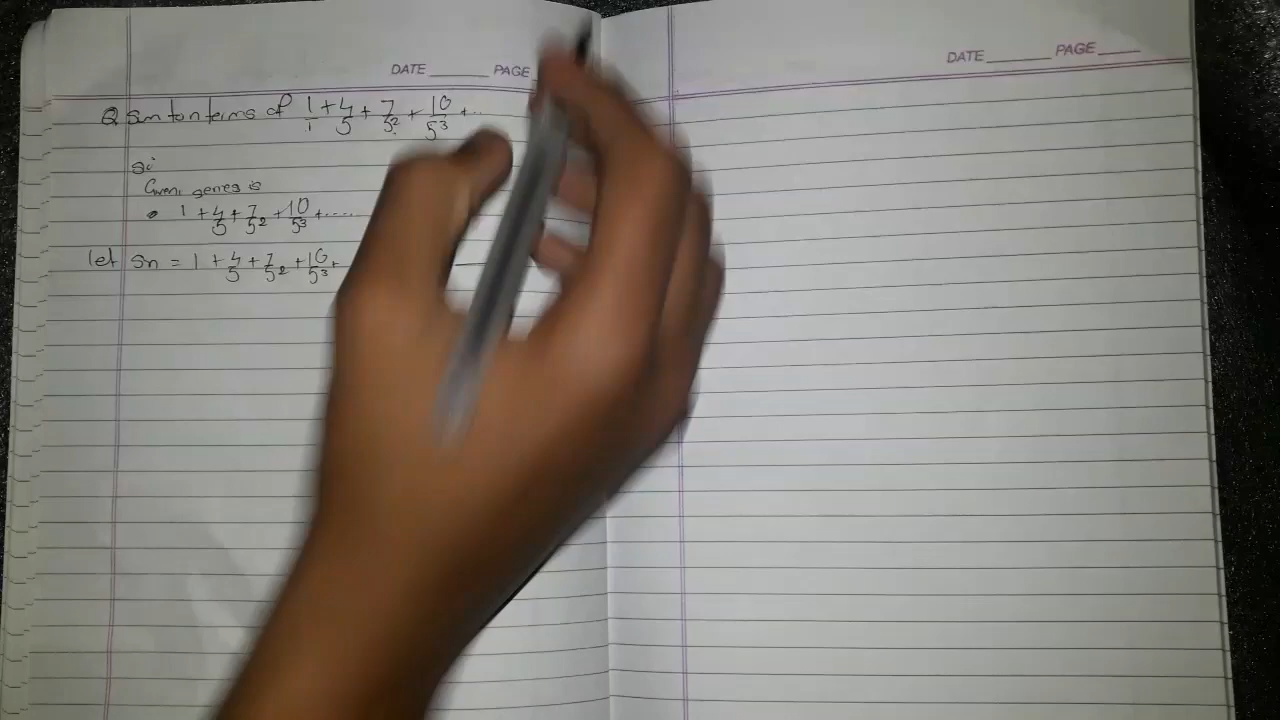 DATE PAGE
DATE PAGE
Q Sum to n terms of 1/1 + 4/5 + 7/5² + 10/5³ + ..
Given series is
1 + 4/5 + 7/5² + 10/5³ + .....
let Sn = 1 + 4/5 + 7/5² + 10/5³ +